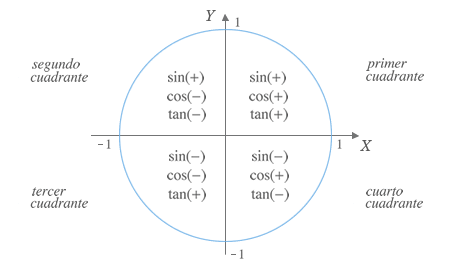 Y
1
segundo
cuadrante
primer
cuadrante
sin(+)
cos(−)
tan(−)
sin(+)
cos(+)
tan(+)
−1
1
X
sin(−)
cos(−)
tan(+)
sin(−)
cos(+)
tan(−)
tercer
cuadrante
cuarto
cuadrante
−1